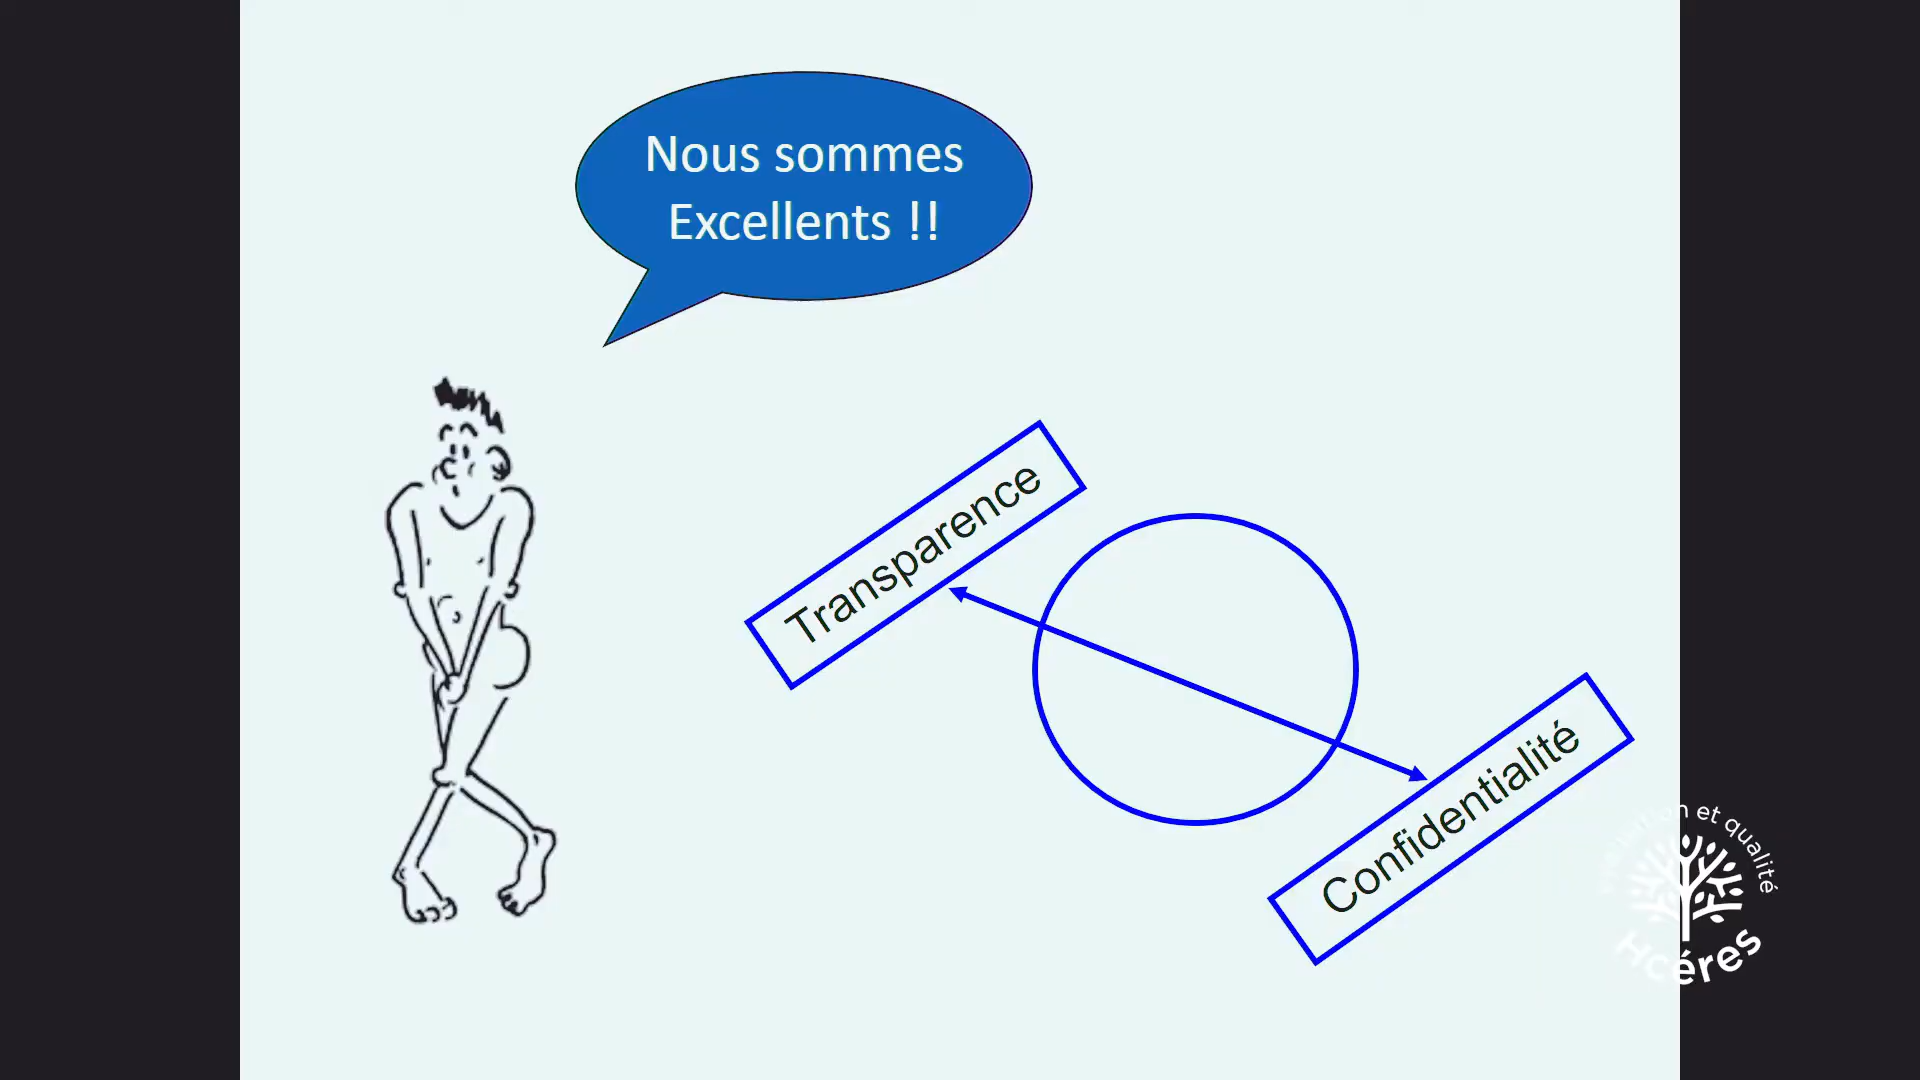 Nous sommes
Excellents !!
Transparence
Confidentialité
et qualité
Hcéres